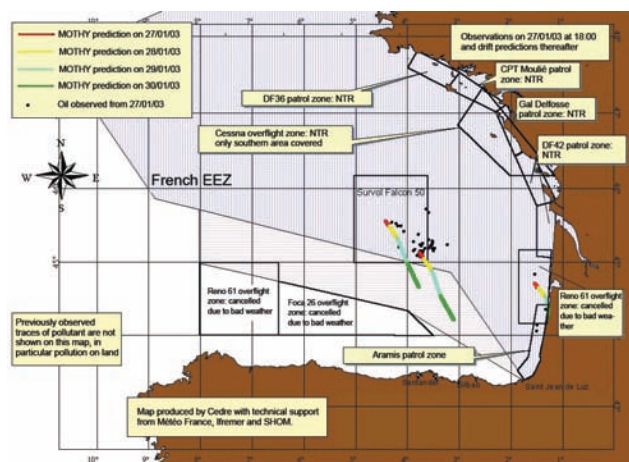 MOTHY prediction on 27/01/03
MOTHY prediction on 28/01/03
MOTHY prediction on 29/01/03
MOTHY prediction on 30/01/03
Oil observed from 27/01/03
Observations on 27/01/03 at 18:00
and drift predictions thereafter
CPT Moulié patrol
zone: NTR
DF36 patrol zone: NTR
Gal Delfosse
patrol zone: NTR
Cessna overflight zone: NTR
only southern area covered
DF42 patrol zone:
NTR
N
W
E
S
French EEZ
Survol Falcon 50
Reno 61 overflight
zone: cancelled
due to bad weather
Foca 26 overflight
zone: cancelled
due to bad weather
Reno 61 overflight
zone: cancelled
due to bad wea-
ther
Previously observed
traces of pollutant are not
shown on this map, in
particular pollution on land
Aramis patrol zone
Santander
Bilbao
Saint Jean de Luz
Map produced by Cedre with technical support
from Météo France, Ifremer and SHOM.